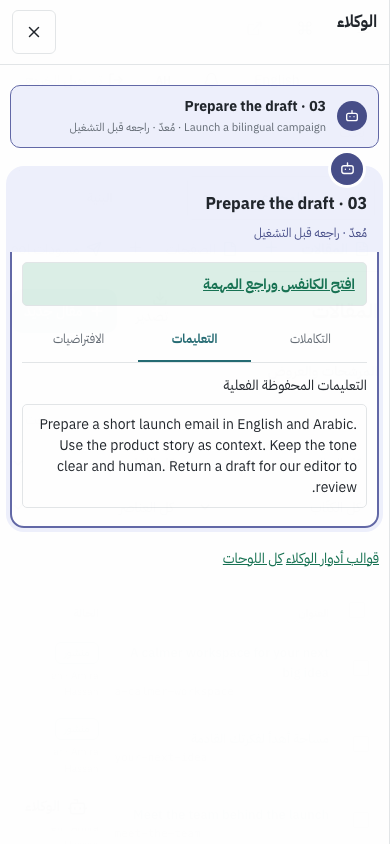 الوكلاء
Prepare the draft · 03
مُعدّ · راجعه قبل التشغيل · Launch a bilingual campaign
Prepare the draft · 03
مُعدّ · راجعه قبل التشغيل
افتح الكانفس وراجع المهمة
التكاملات
التعليمات
الافتراضيات
التعليمات المحفوظة الفعلية
Prepare a short launch email in English and Arabic.
Use the product story as context. Keep the tone
clear and human. Return a draft for our editor to
review.
قوالب أدوار الوكلاء كل اللوحات